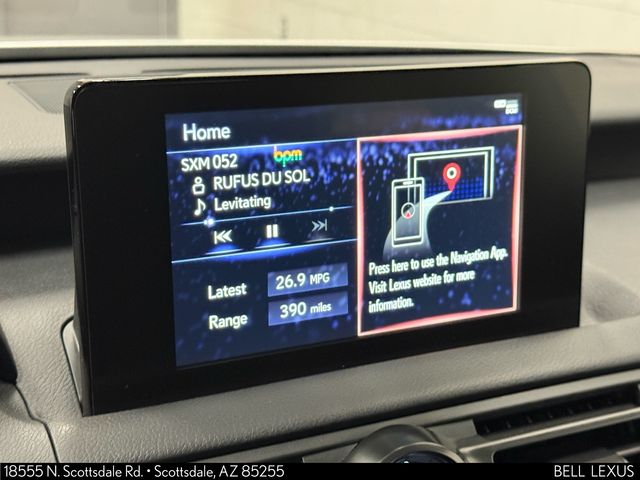 Home
SXM 052
bpm
RUFUS DU SOL
Levitating
Latest
26.9 MPG
Range
390 miles
Press here to use the Navigation App.
Visit Lexus website for more
information.
18555 N. Scottsdale Rd. • Scottsdale, AZ 85255
BELL LEXUS